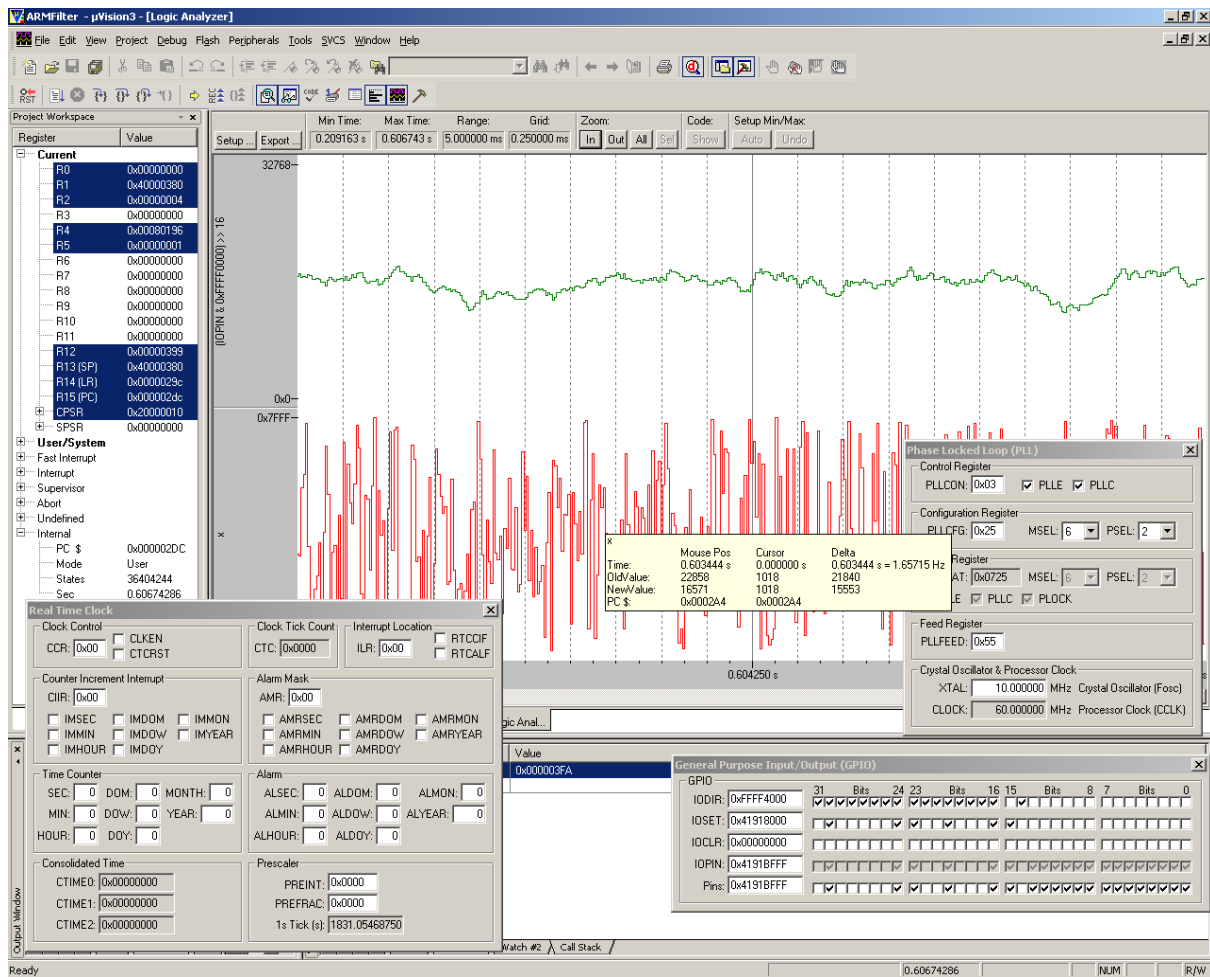 ARMFilter - µVision3 - [Logic Analyzer]
File Edit View Project Debug Flash Peripherals Tools SVCS Window Help
RST CODE
Project Workspace
Register Value
Current
R0 0x00000000
R1 0x40000380
R2 0x00000004
R3 0x00000000
R4 0x00080196
R5 0x00000001
R6 0x00000000
R7 0x00000000
R8 0x00000000
R9 0x00000000
R10 0x00000000
R11 0x00000000
R12 0x00000399
R13 (SP) 0x40000380
R14 (LR) 0x0000029c
R15 (PC) 0x000002dc
CPSR 0x20000010
SPSR 0x00000000
User/System
Fast Interrupt
Interrupt
Supervisor
Abort
Undefined
Internal
PC $ 0x000002DC
Mode User
States 36404244
Sec 0.60674286
Min Time: Max Time: Range: Grid: Zoom: Code: Setup Min/Max:
Setup ... Export ... 0.209163 s 0.606743 s 5.000000 ms 0.250000 ms In Out All Sel Show Auto Undo
32768
(IOPIN & 0xFFFF0000) >> 16
0x0
0x7FFF
x
x
Mouse Pos Cursor Delta
Time: 0.603444 s 0.000000 s 0.603444 s = 1.65715 Hz
OldValue: 22858 1018 21840
NewValue: 16571 1018 15553
PC $: 0x0002A4 0x0002A4
0.604250 s
s
gic Anal...
Phase Locked Loop (PLL)
Control Register
PLLCON: 0x03 PLLE PLLC
Configuration Register
PLLCFG: 0x25 MSEL: 6 PSEL: 2
Register
AT: 0x0725 MSEL: 6 PSEL: 2
LE PLLC PLOCK
Feed Register
PLLFEED: 0x55
Crystal Oscillator & Processor Clock
XTAL: 10.000000 MHz Crystal Oscillator (Fosc)
CLOCK: 60.000000 MHz Processor Clock (CCLK)
Real Time Clock
Clock Control Clock Tick Count Interrupt Location
CCR: 0x00 CLKEN CTCRST CTC: 0x0000 ILR: 0x00 RTCCIF RTCALF
Counter Increment Interrupt Alarm Mask
CIIR: 0x00 AMR: 0x00
IMSEC IMDOM IMMON AMRSEC AMRDOM AMRMON
IMMIN IMDOW IMYEAR AMRMIN AMRDOW AMRYEAR
IMHOUR IMDOY AMRHOUR AMRDOY
Time Counter Alarm
SEC: 0 DOM: 0 MONTH: 0 ALSEC: 0 ALDOM: 0 ALMON: 0
MIN: 0 DOW: 0 YEAR: 0 ALMIN: 0 ALDOW: 0 ALYEAR: 0
HOUR: 0 DOY: 0 ALHOUR: 0 ALDOY: 0
Consolidated Time Prescaler
CTIME0: 0x00000000 PREINT: 0x0000
CTIME1: 0x00000000 PREFRAC: 0x0000
CTIME2: 0x00000000 1s Tick (s): 1831.05468750
Value
0x000003FA
General Purpose Input/Output (GPIO)
GPIO
31 Bits 24 23 Bits 16 15 Bits 8 7 Bits 0
IODIR: 0xFFFF4000
IOSET: 0x41918000
IOCLR: 0x00000000
IOPIN: 0x4191BFFF
Pins: 0x4191BFFF
Output Window
Watch #2 Call Stack
Ready 0.60674286 NUM R/W